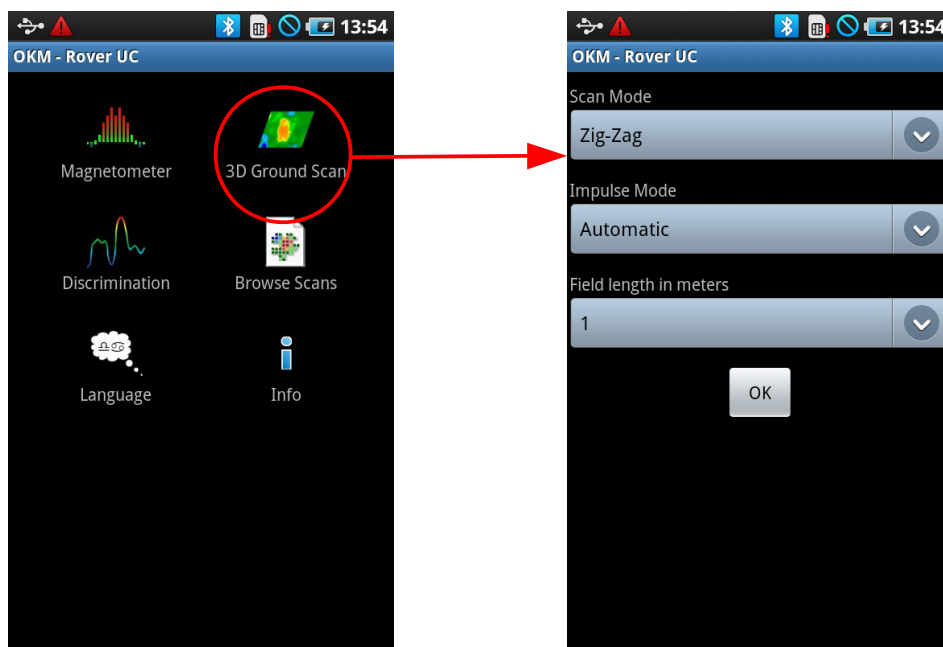 13:54
OKM - Rover UC
Magnetometer
3D Ground Scan
Discrimination
Browse Scans
Language
Info
13:54
OKM - Rover UC
Scan Mode
Zig-Zag
Impulse Mode
Automatic
Field length in meters
1
OK